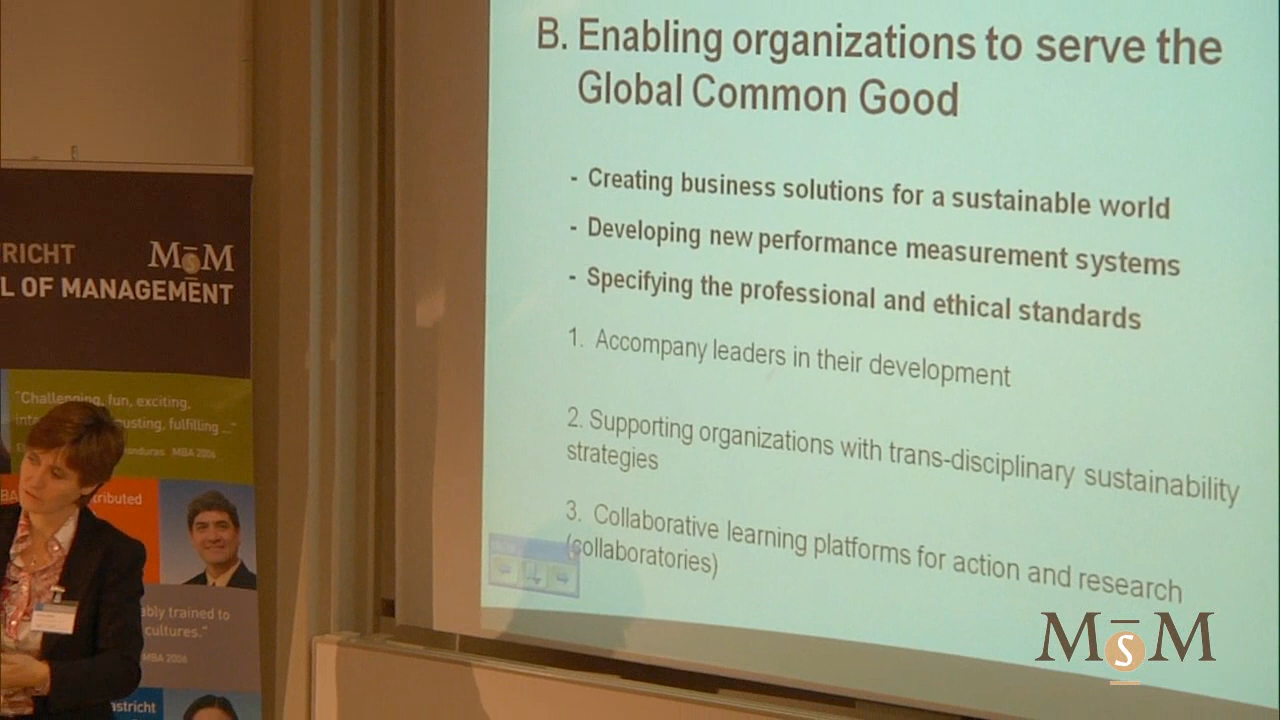 B. Enabling organizations to serve the
Global Common Good
- Creating business solutions for a sustainable world
- Developing new performance measurement systems
- Specifying the professional and ethical standards
1. Accompany leaders in their development
2. Supporting organizations with trans-disciplinary sustainability
strategies
3. Collaborative learning platforms for action and research
(collaboratories)
RICHT
MSM
L OF MANAGEMENT
"Challenging, fun, exciting,
usting, fulfilling ..."
onduras MBA 2006
BA
tributed
ably trained to
cultures."
MBA 2006
astricht
MSM